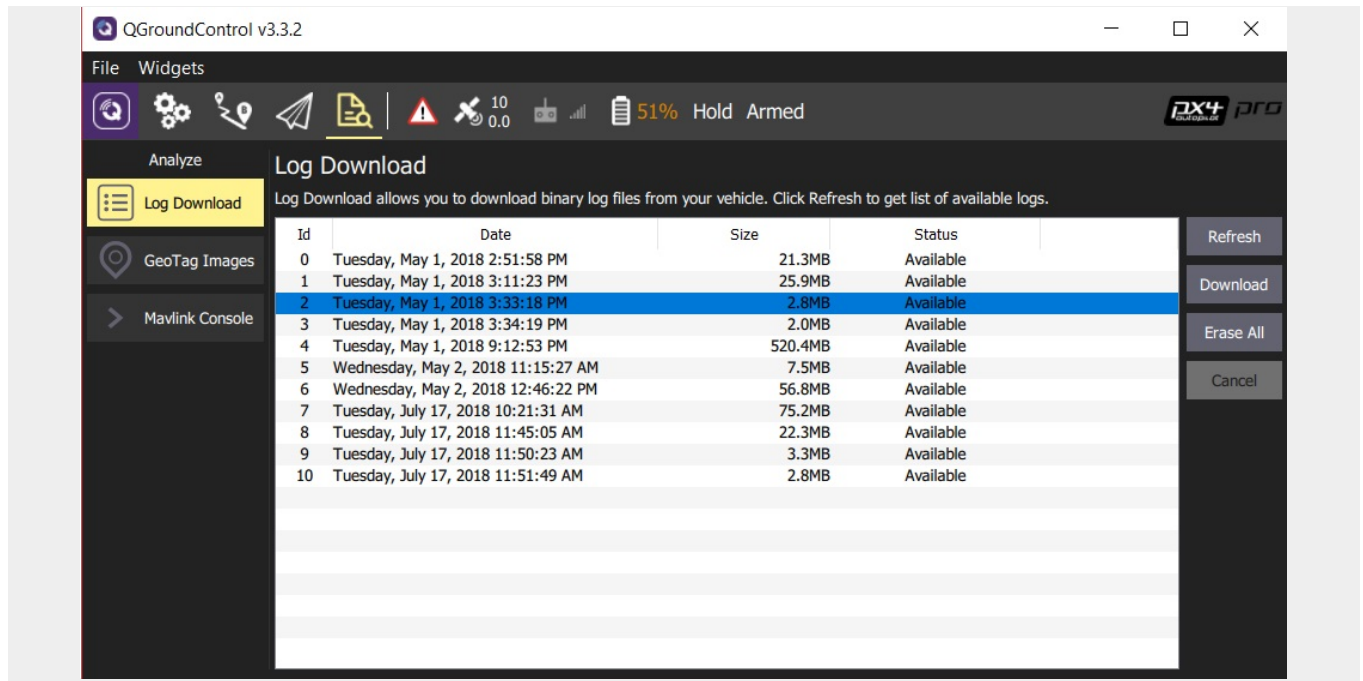 QGroundControl v3.3.2
File Widgets
10
0.0
51% Hold Armed
px4 pro
autopilot
Analyze
Log Download
GeoTag Images
Mavlink Console
Log Download
Log Download allows you to download binary log files from your vehicle. Click Refresh to get list of available logs.
Id Date Size Status
0 Tuesday, May 1, 2018 2:51:58 PM 21.3MB Available
1 Tuesday, May 1, 2018 3:11:23 PM 25.9MB Available
2 Tuesday, May 1, 2018 3:33:18 PM 2.8MB Available
3 Tuesday, May 1, 2018 3:34:19 PM 2.0MB Available
4 Tuesday, May 1, 2018 9:12:53 PM 520.4MB Available
5 Wednesday, May 2, 2018 11:15:27 AM 7.5MB Available
6 Wednesday, May 2, 2018 12:46:22 PM 56.8MB Available
7 Tuesday, July 17, 2018 10:21:31 AM 75.2MB Available
8 Tuesday, July 17, 2018 11:45:05 AM 22.3MB Available
9 Tuesday, July 17, 2018 11:50:23 AM 3.3MB Available
10 Tuesday, July 17, 2018 11:51:49 AM 2.8MB Available
Refresh
Download
Erase All
Cancel